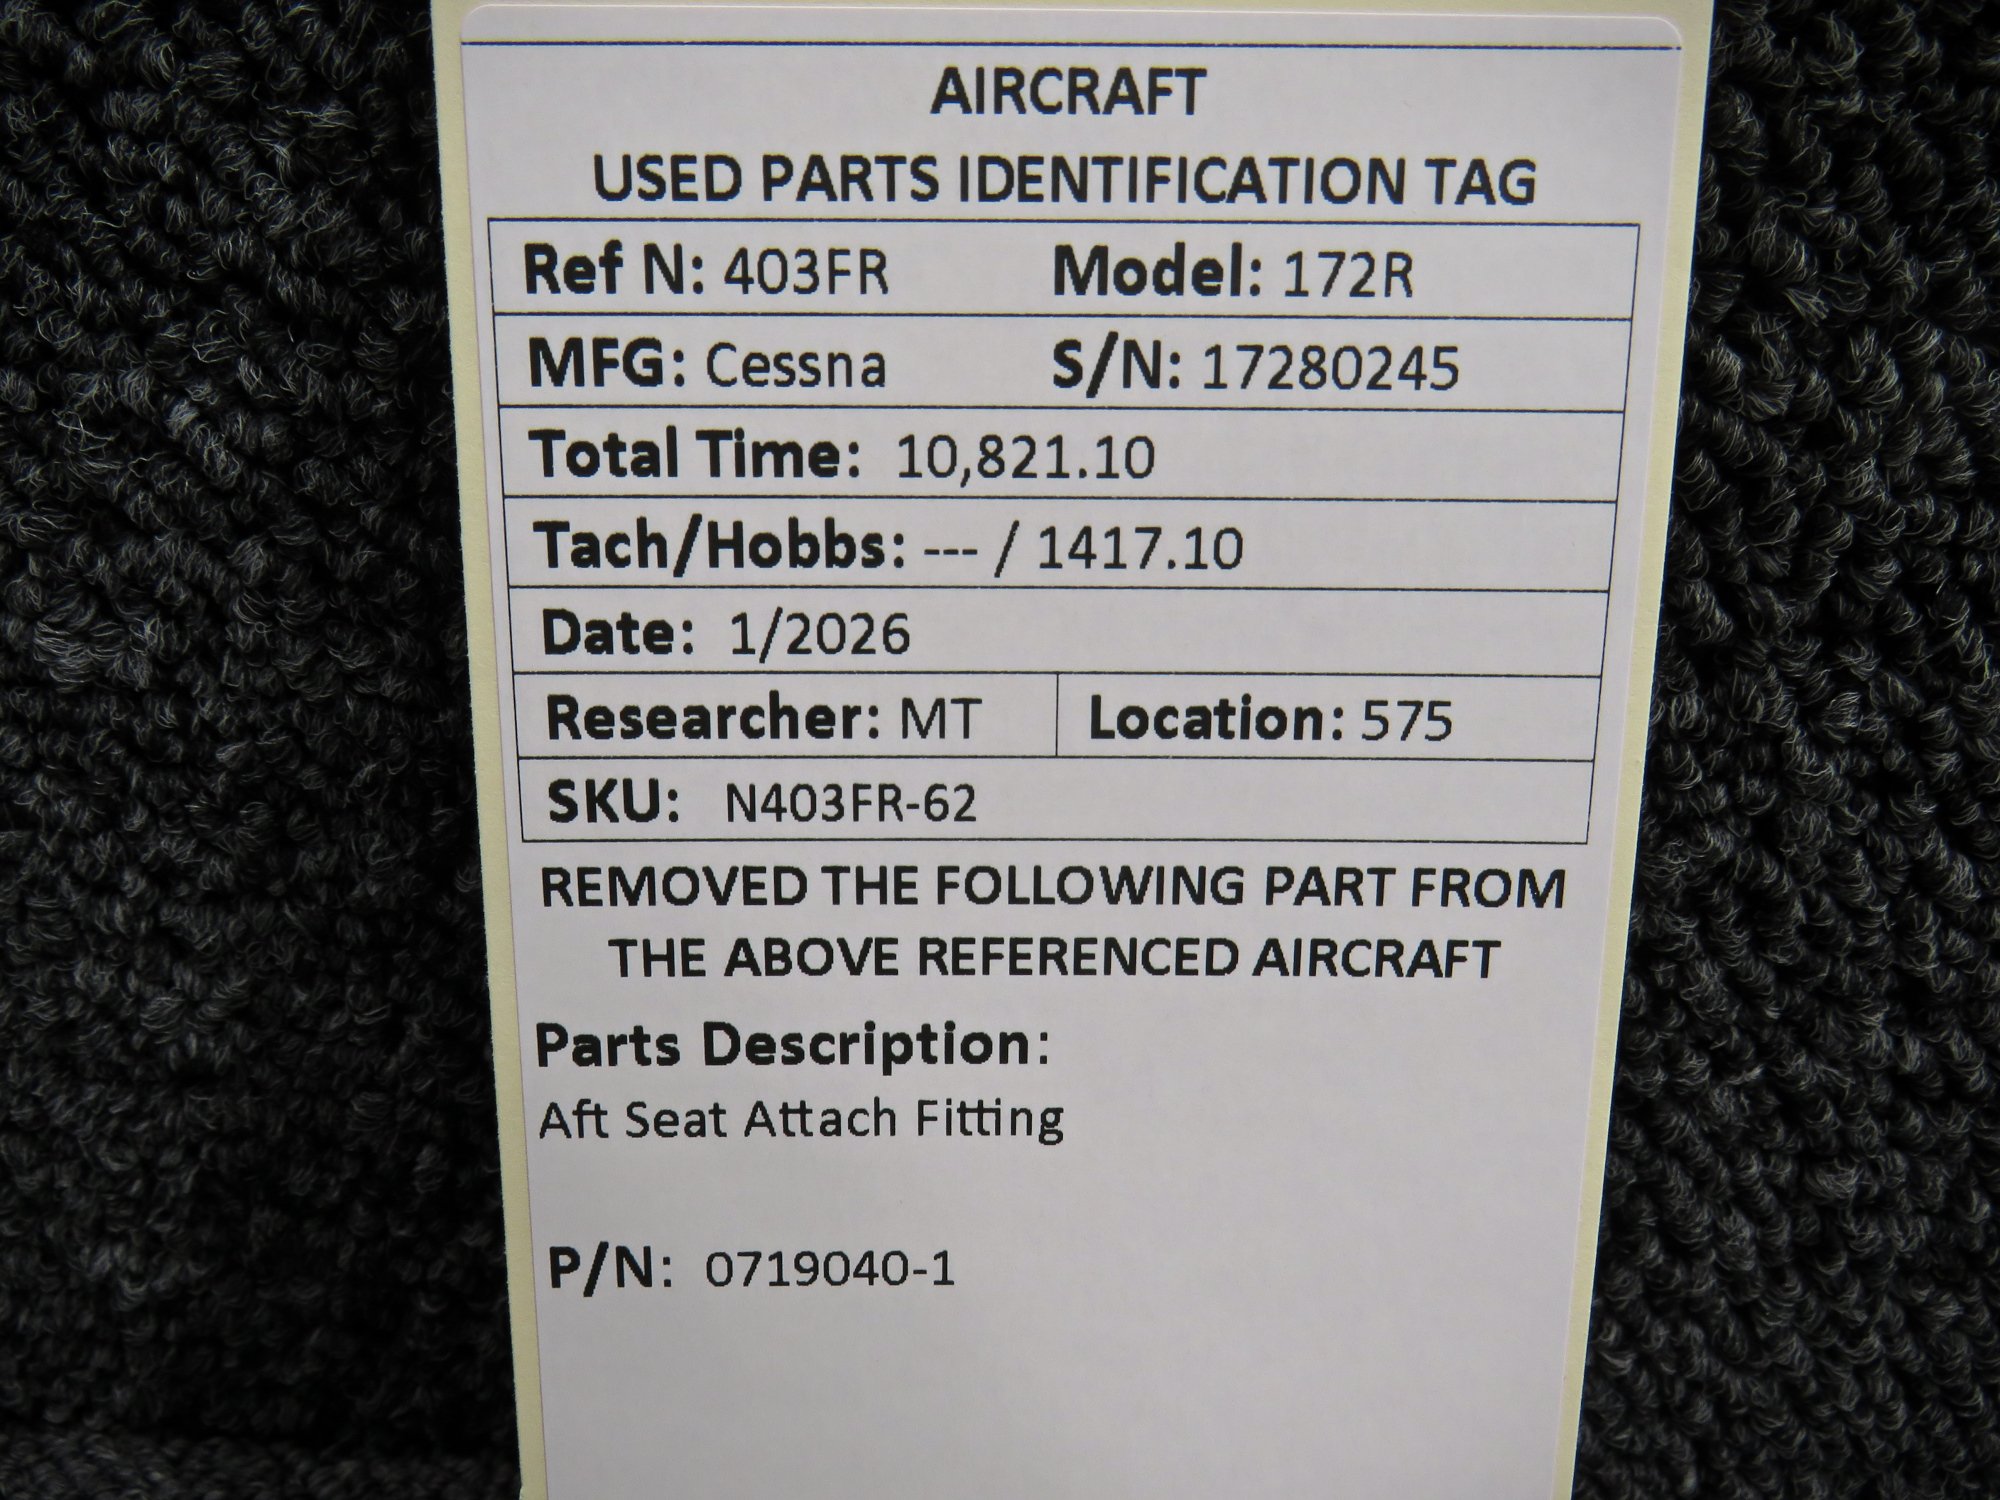 AIRCRAFT
USED PARTS IDENTIFICATION TAG
Ref N: 403FR Model: 172R
MFG: Cessna S/N: 17280245
Total Time: 10,821.10
Tach/Hobbs: --- / 1417.10
Date: 1/2026
Researcher: MT Location: 575
SKU: N403FR-62
REMOVED THE FOLLOWING PART FROM
THE ABOVE REFERENCED AIRCRAFT
Parts Description:
Aft Seat Attach Fitting
P/N: 0719040-1